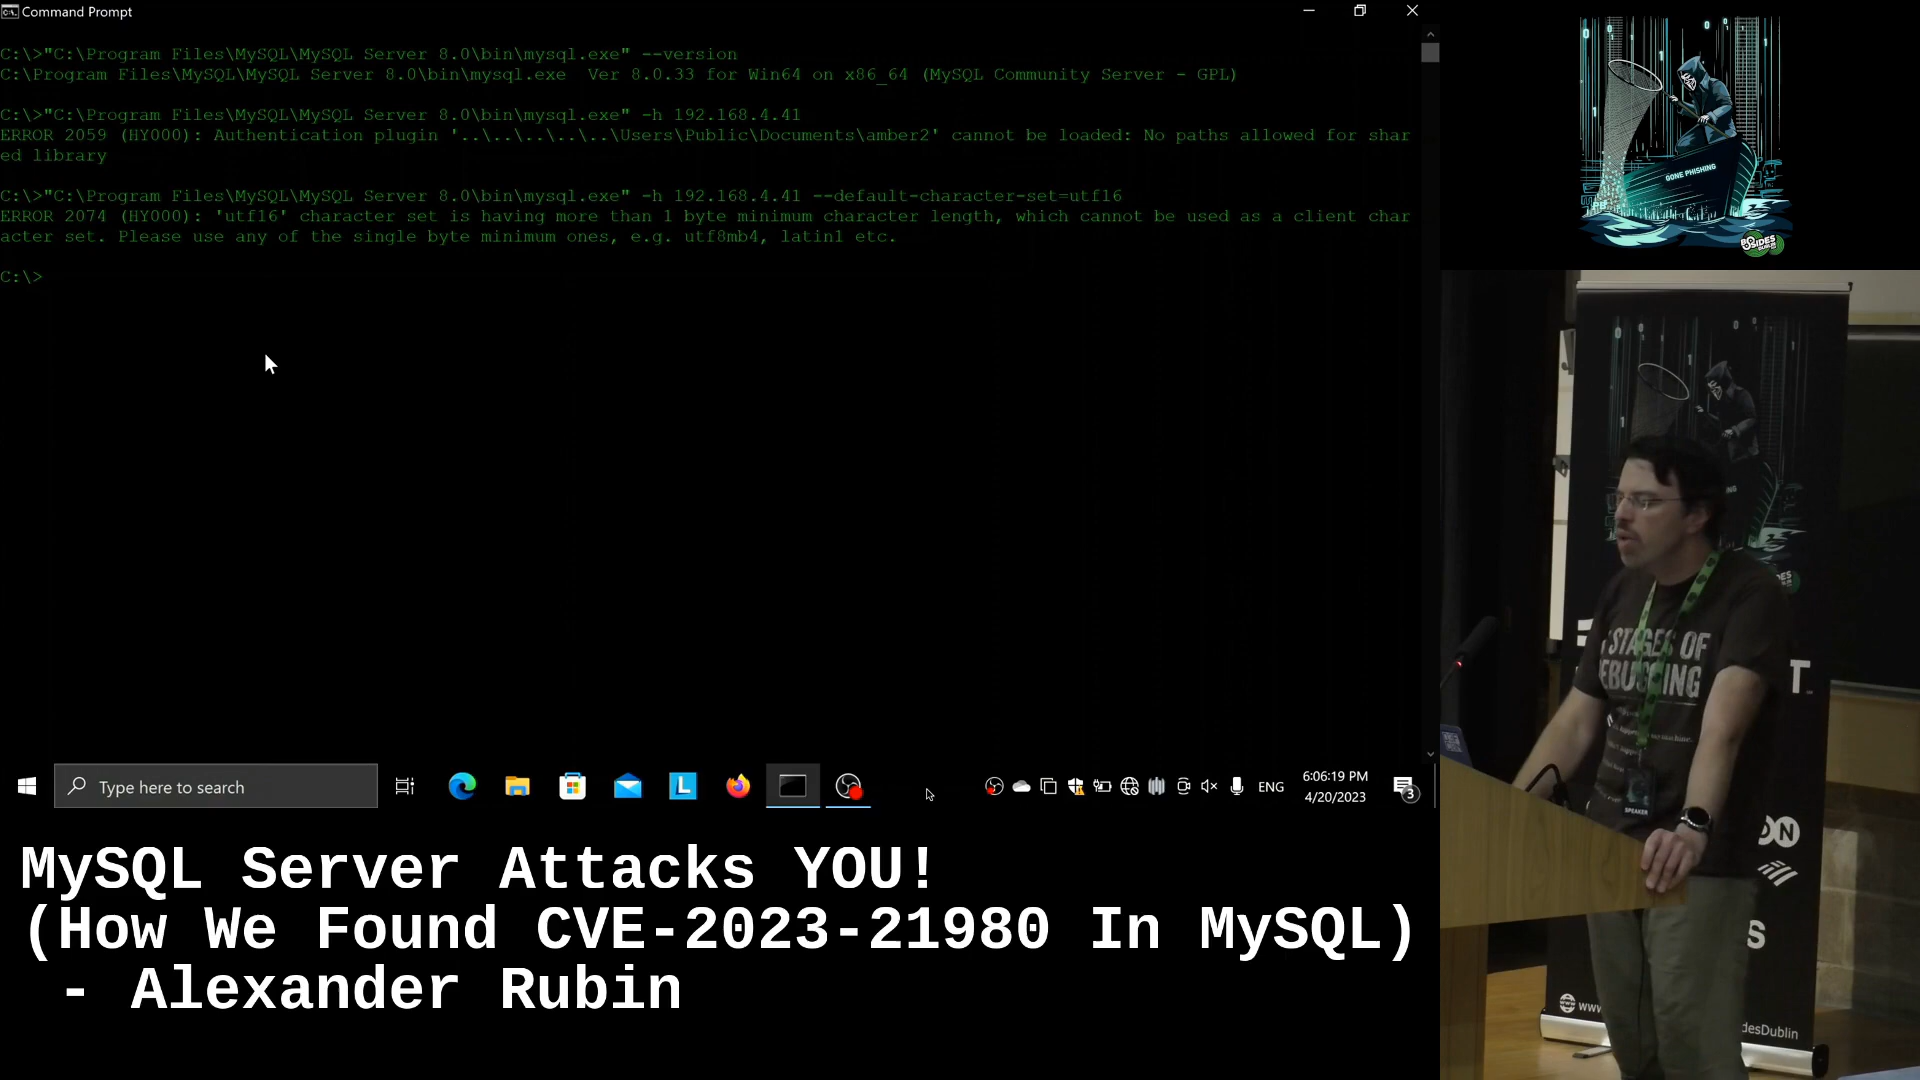 Command Prompt
C:\>"C:\Program Files\MySQL\MySQL Server 8.0\bin\mysql.exe" --version
C:\Program Files\MySQL\MySQL Server 8.0\bin\mysql.exe  Ver 8.0.33 for Win64 on x86_64 (MySQL Community Server - GPL)
C:\>"C:\Program Files\MySQL\MySQL Server 8.0\bin\mysql.exe" -h 192.168.4.41
ERROR 2059 (HY000): Authentication plugin '..\..\..\..\..\Users\Public\Documents\amber2' cannot be loaded: No paths allowed for shar
ed library
C:\>"C:\Program Files\MySQL\MySQL Server 8.0\bin\mysql.exe" -h 192.168.4.41 --default-character-set=utf16
ERROR 2074 (HY000): 'utf16' character set is having more than 1 byte minimum character length, which cannot be used as a client char
acter set. Please use any of the single byte minimum ones, e.g. utf8mb4, latin1 etc.
C:\>
Type here to search
L
ENG
6:06:19 PM
4/20/2023
3
MySQL Server Attacks YOU!
(How We Found CVE-2023-21980 In MySQL)
- Alexander Rubin
GONE PHISHING
BSIDES
STAGES OF
EBUGGING
SPEAKER
T
ON
S
www
desDublin